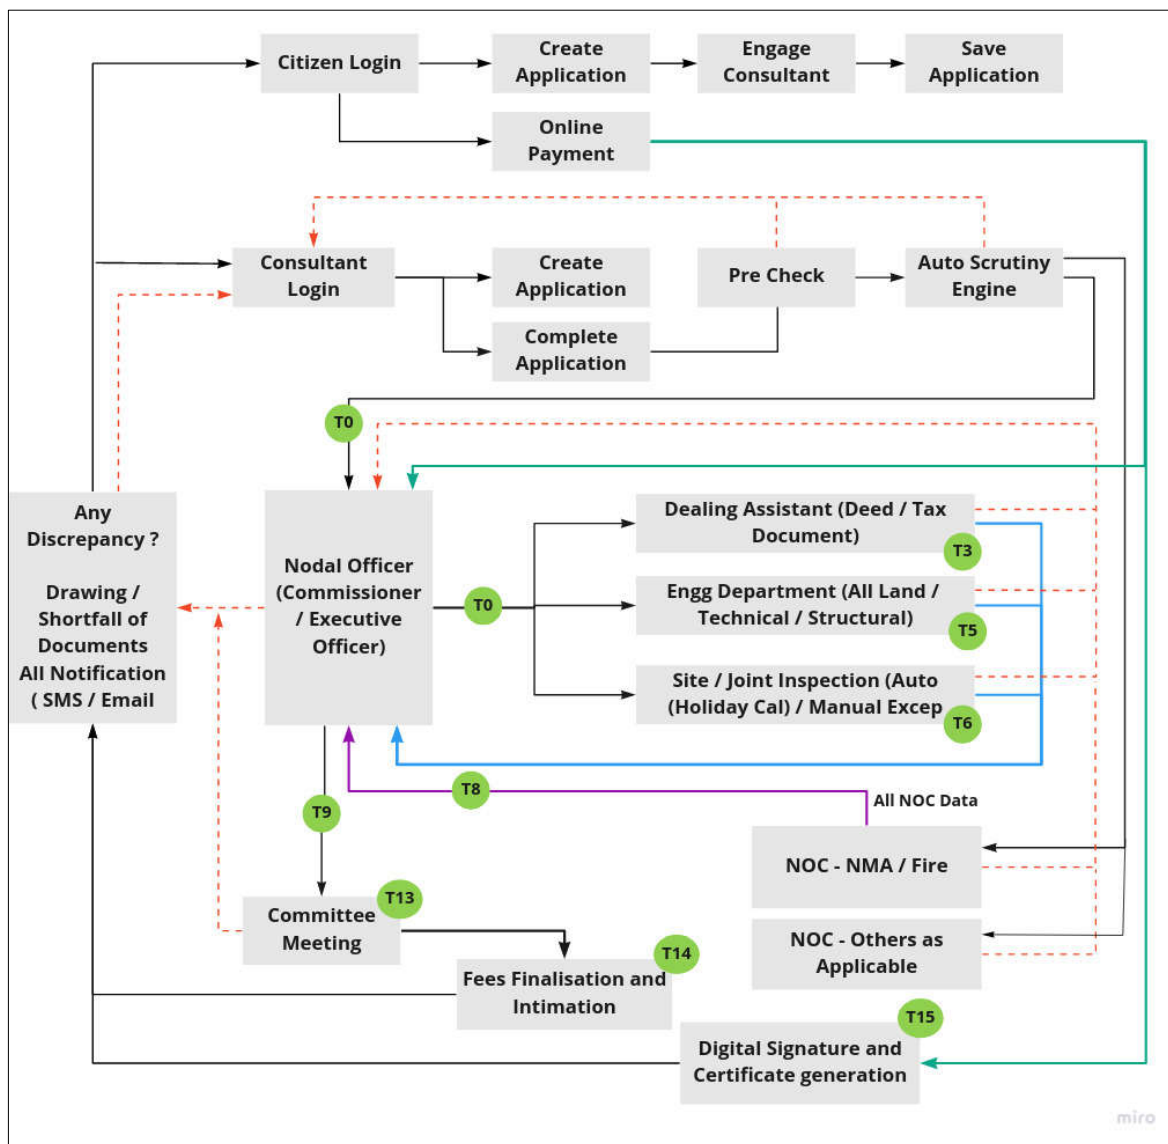 Citizen Login
Create
Application
Engage
Consultant
Save
Application
Online
Payment
Consultant
Login
Create
Application
Pre Check
Auto Scrutiny
Engine
Complete
Application
T0
Any
Discrepancy ?
Drawing /
Shortfall of
Documents
All Notification
( SMS / Email
Nodal Officer
(Commissioner
/ Executive
Officer)
T0
Dealing Assistant (Deed / Tax
Document)
T3
Engg Department (All Land /
Technical / Structural)
T5
Site / Joint Inspection (Auto
(Holiday Cal) / Manual Excep
T6
T8
All NOC Data
T9
NOC - NMA / Fire
T13
Committee
Meeting
NOC - Others as
Applicable
T14
Fees Finalisation and
Intimation
T15
Digital Signature and
Certificate generation
miro